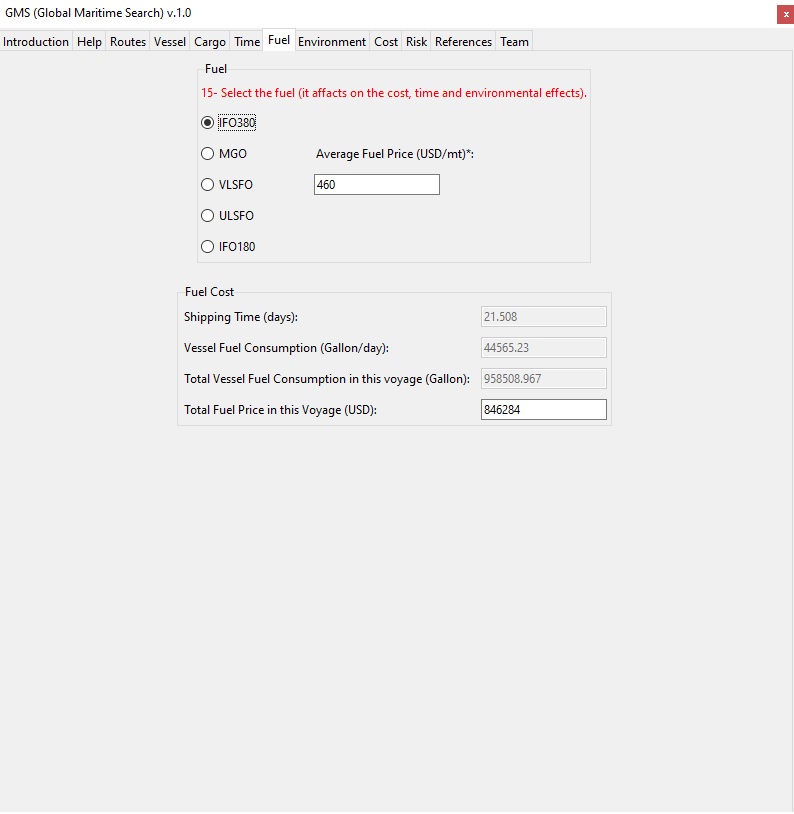 GMS (Global Maritime Search) v.1.0
x
Introduction Help Routes Vessel Cargo Time Fuel Environment Cost Risk References Team
Fuel
15- Select the fuel (it affacts on the cost, time and environmental effects).
IFO380
MGO Average Fuel Price (USD/mt)*:
VLSFO 460
ULSFO
IFO180
Fuel Cost
Shipping Time (days): 21.508
Vessel Fuel Consumption (Gallon/day): 44565.23
Total Vessel Fuel Consumption in this voyage (Gallon): 958508.967
Total Fuel Price in this Voyage (USD): 846284